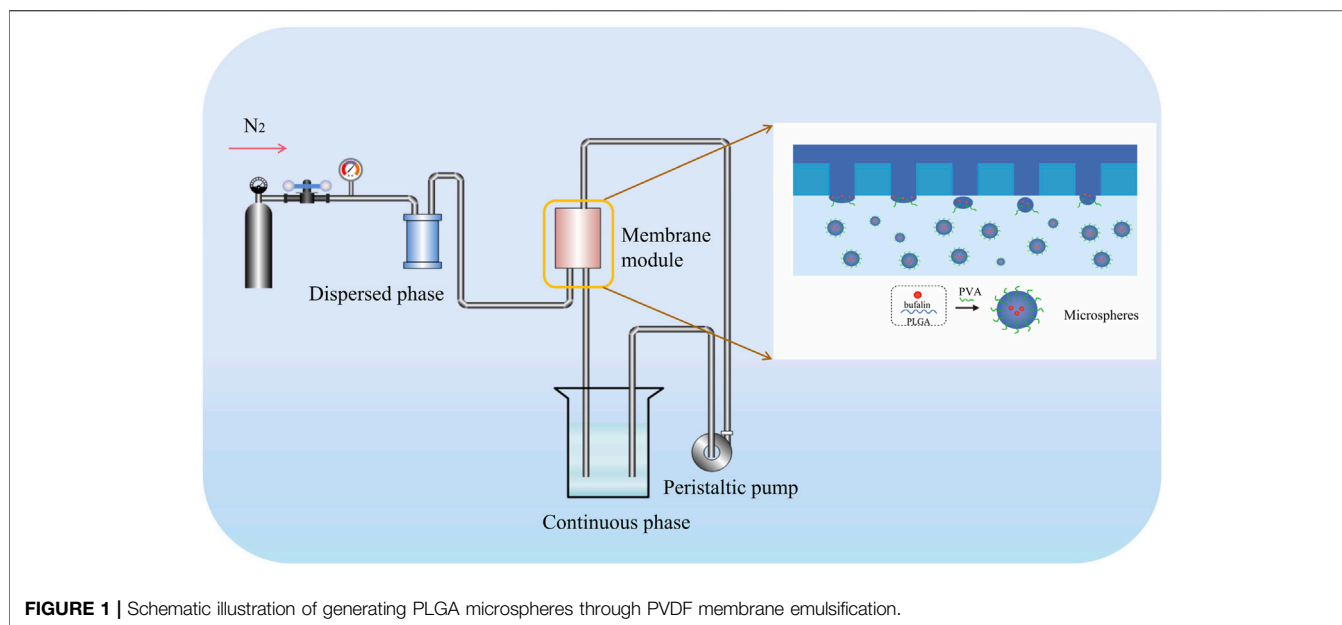 N2
Dispersed phase
Membrane
module
Continuous phase
Peristaltic pump
bufalin
PLGA
PVA
Microspheres
FIGURE 1 | Schematic illustration of generating PLGA microspheres through PVDF membrane emulsification.